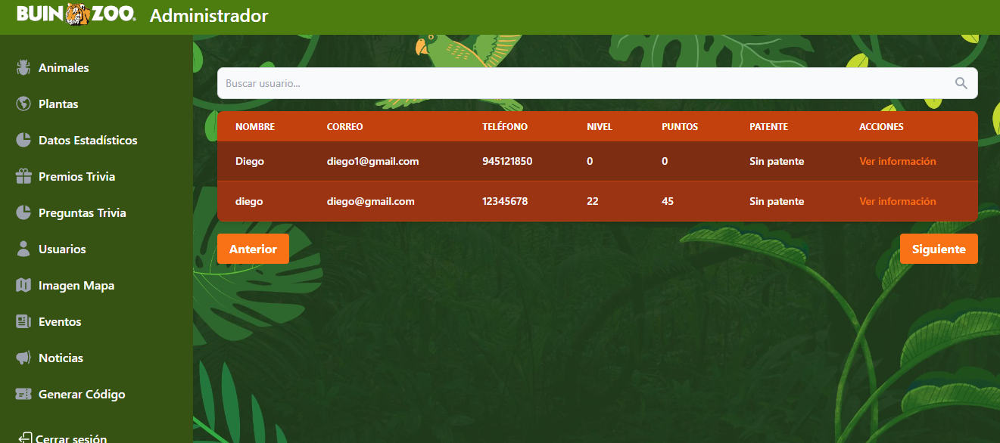 BUIN ZOO Administrador
Animales
Plantas
Datos Estadísticos
Premios Trivia
Preguntas Trivia
Usuarios
Imagen Mapa
Eventos
Noticias
Generar Código
Cerrar sesión
Buscar usuario...
NOMBRE CORREO TELÉFONO NIVEL PUNTOS PATENTE ACCIONES
Diego diego1@gmail.com 945121850 0 0 Sin patente Ver información
diego diego@gmail.com 12345678 22 45 Sin patente Ver información
Anterior Siguiente